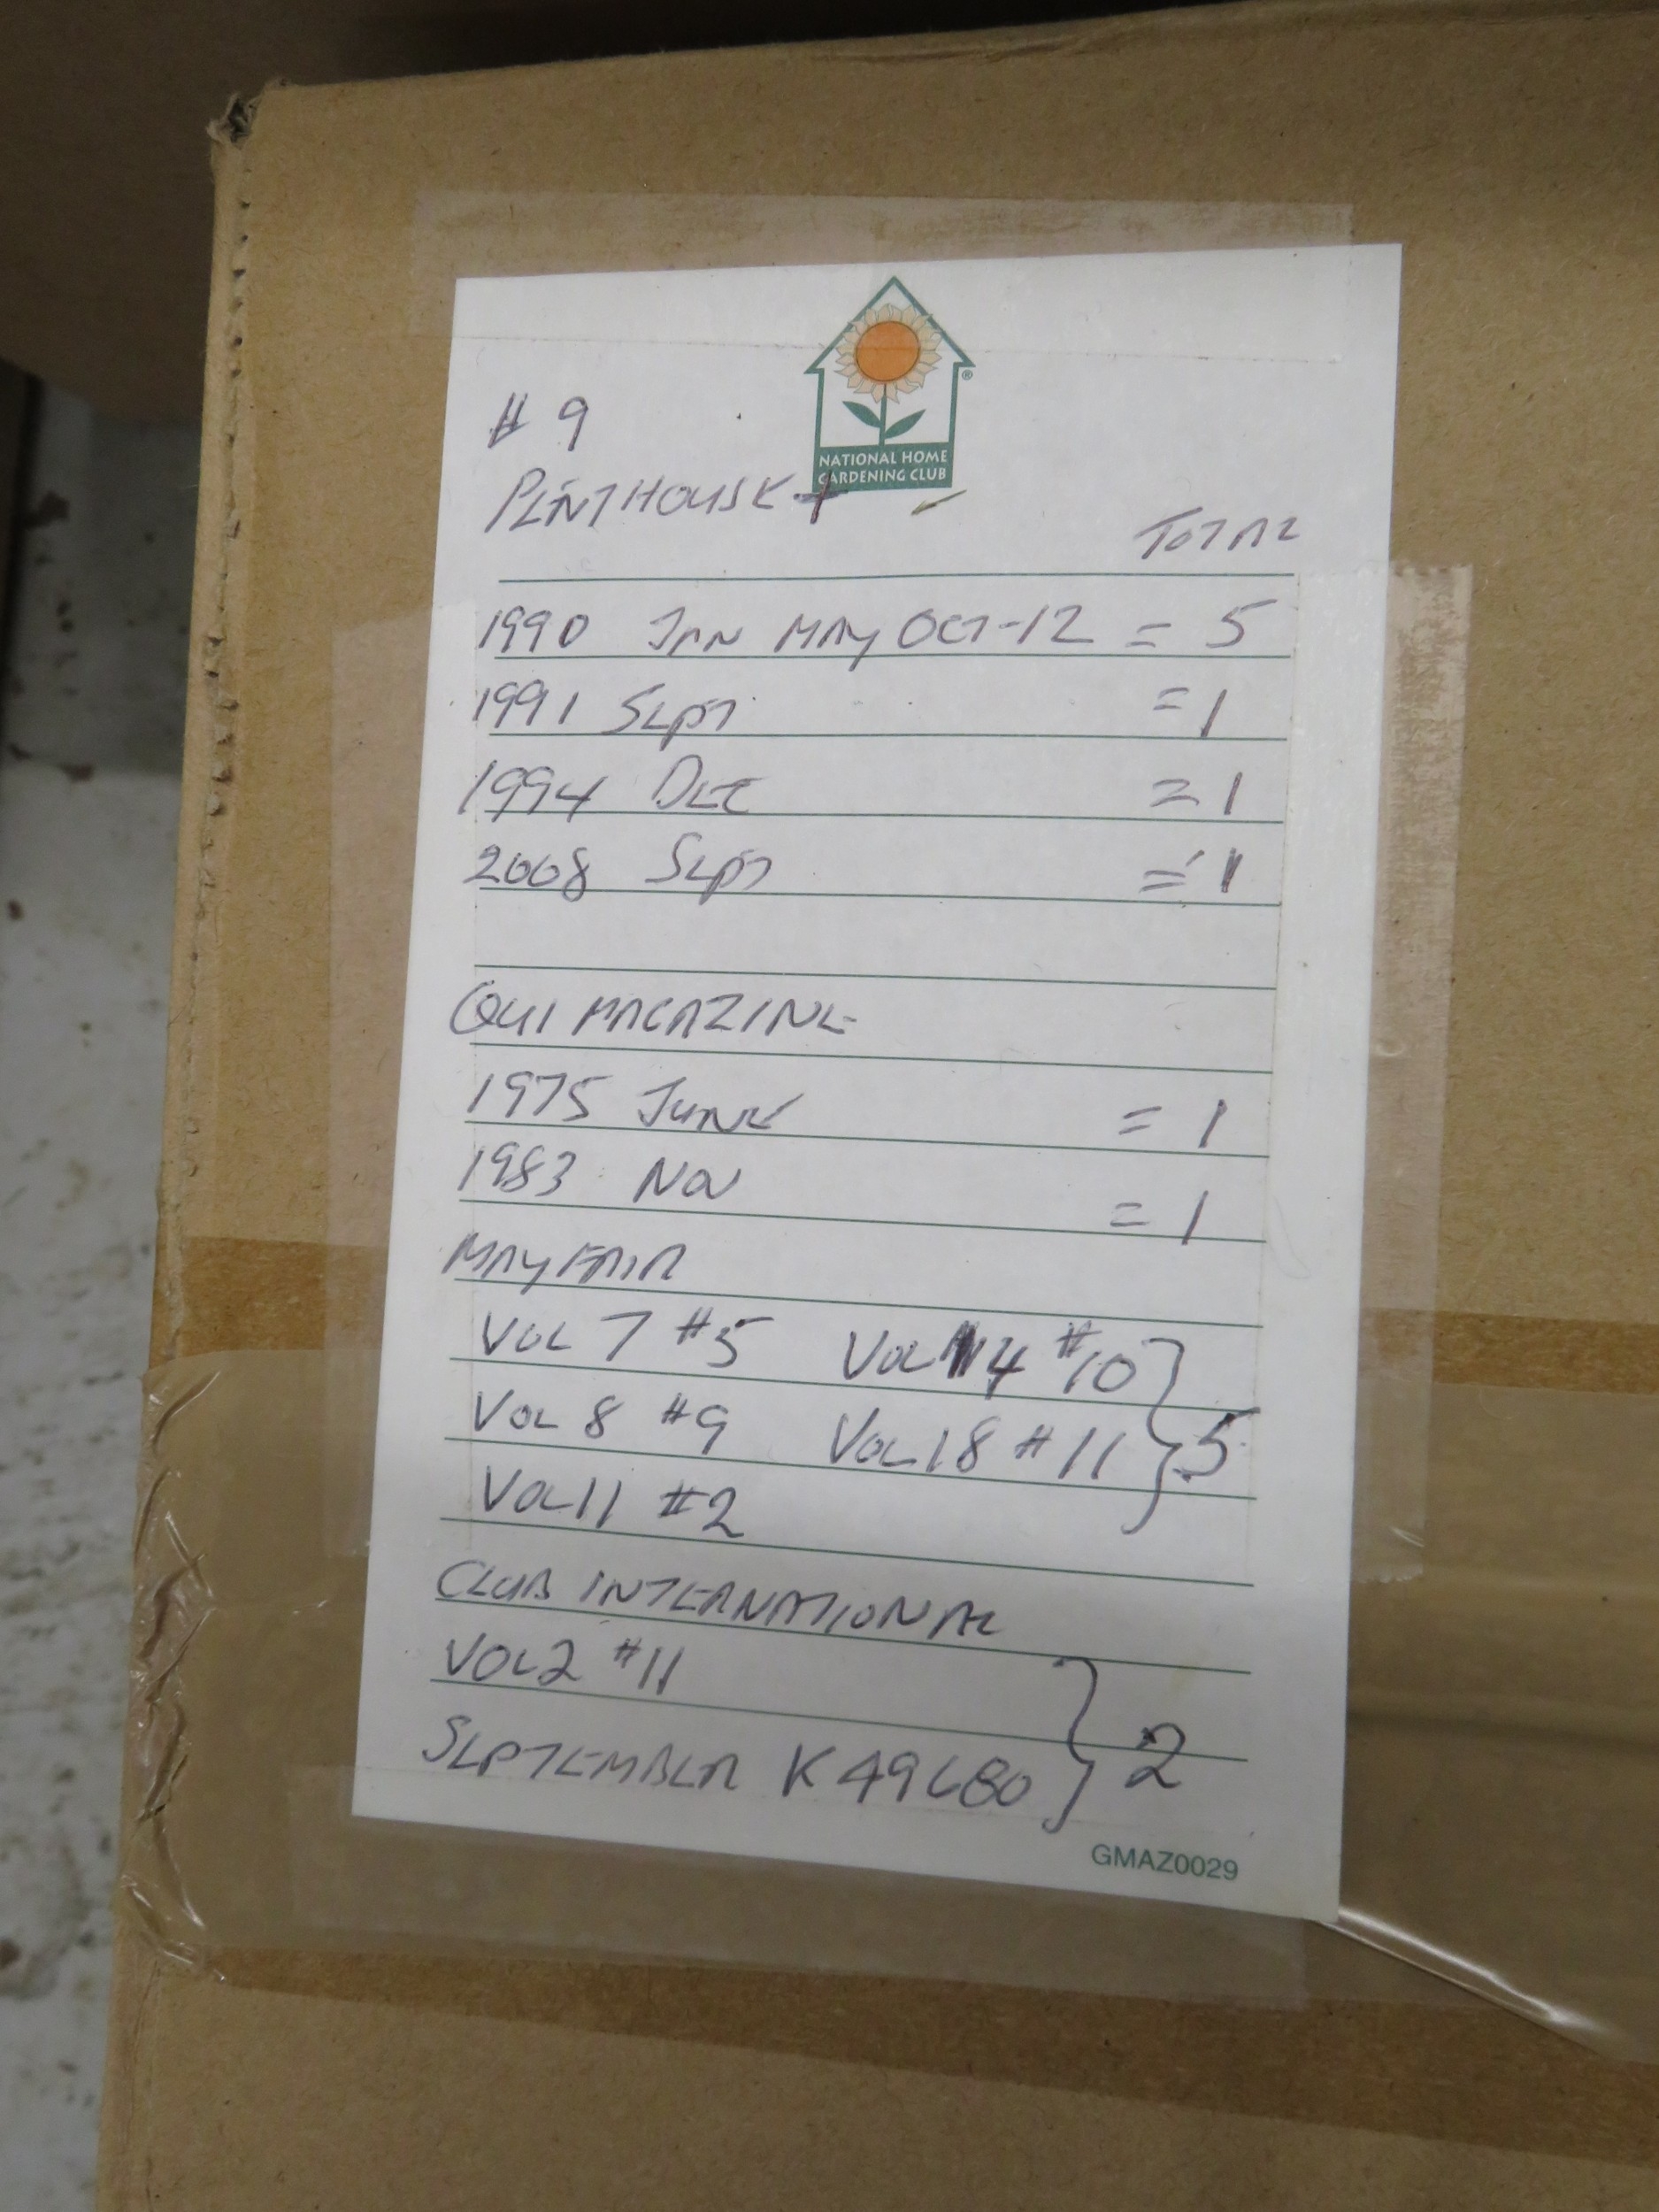 # 9
NATIONAL HOME
GARDENING CLUB
®
PENTHOUSE +
TOTAL
1990 JAN MAY OCT-12 = 5
1991 SEPT = 1
1994 DEC = 1
2008 SEPT = 1
OUI MAGAZINE
1975 JUNE = 1
1983 NOV = 1
MAYFAIR
VOL 7 #5 VOL 14 #10
VOL 8 #9 VOL 18 #11 } 5
VOL 11 #2
CLUB INTERNATIONAL
VOL 2 #11
SEPTEMBER K49680 } 2
GMAZ0029